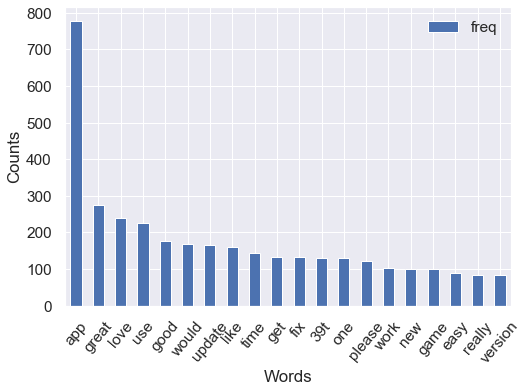 800
700
600
500
400
300
200
100
0
Counts
freq
app
great
love
use
good
would
update
like
time
get
fix
39t
one
please
work
new
game
easy
really
version
Words